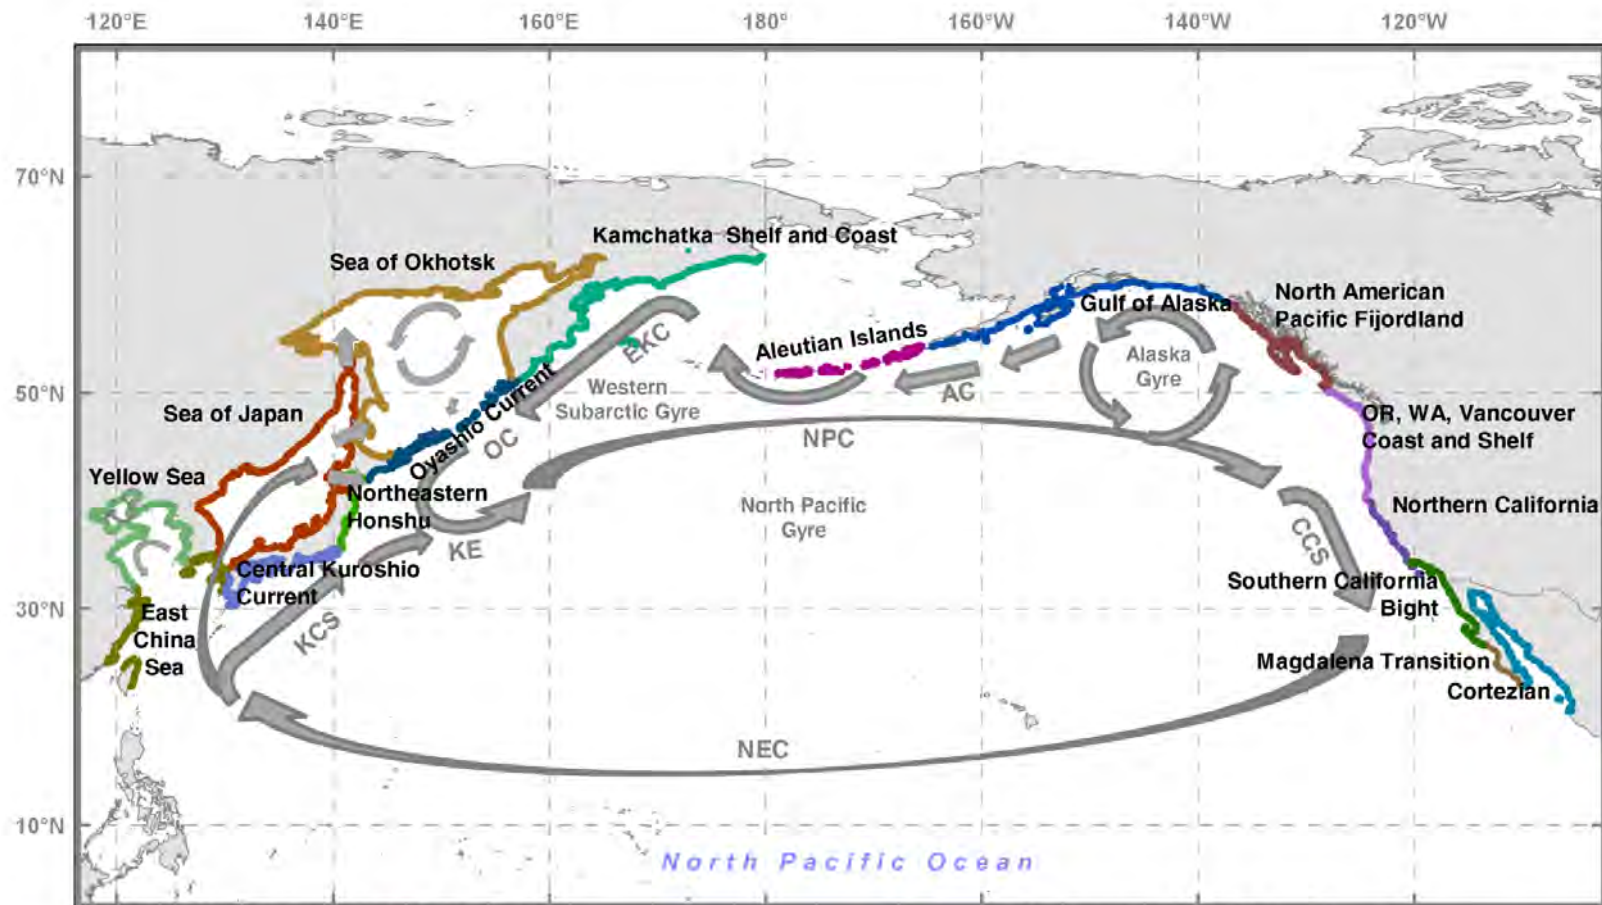 120°E 140°E 160°E 180° 160°W 140°W 120°W
70°N
50°N
30°N
10°N
Kamchatka Shelf and Coast
Sea of Okhotsk
North American
Pacific Fijordland
Gulf of Alaska
Aleutian Islands
EKC
Alaska
Gyre
Western
Subarctic Gyre
AC
Sea of Japan
Oyashio Current
OC
NPC
OR, WA, Vancouver
Coast and Shelf
Yellow Sea
Northeastern
Honshu
North Pacific
Gyre
Northern California
KE
CCS
Central Kuroshio
Current
Southern California
Bight
East
China
Sea
KCS
Magdalena Transition
Cortezian
NEC
North Pacific Ocean